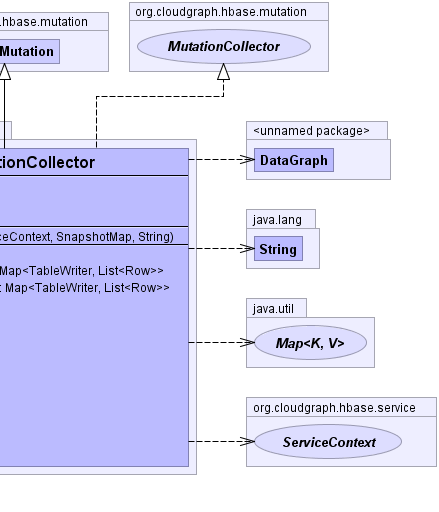 .hbase.mutation
org.cloudgraph.hbase.mutation
Mutation
MutationCollector
<unnamed package>
tionCollector
DataGraph
java.lang
ceContext, SnapshotMap, String)
String
Map<TableWriter, List<Row>>
: Map<TableWriter, List<Row>>
java.util
Map<K, V>
org.cloudgraph.hbase.service
ServiceContext